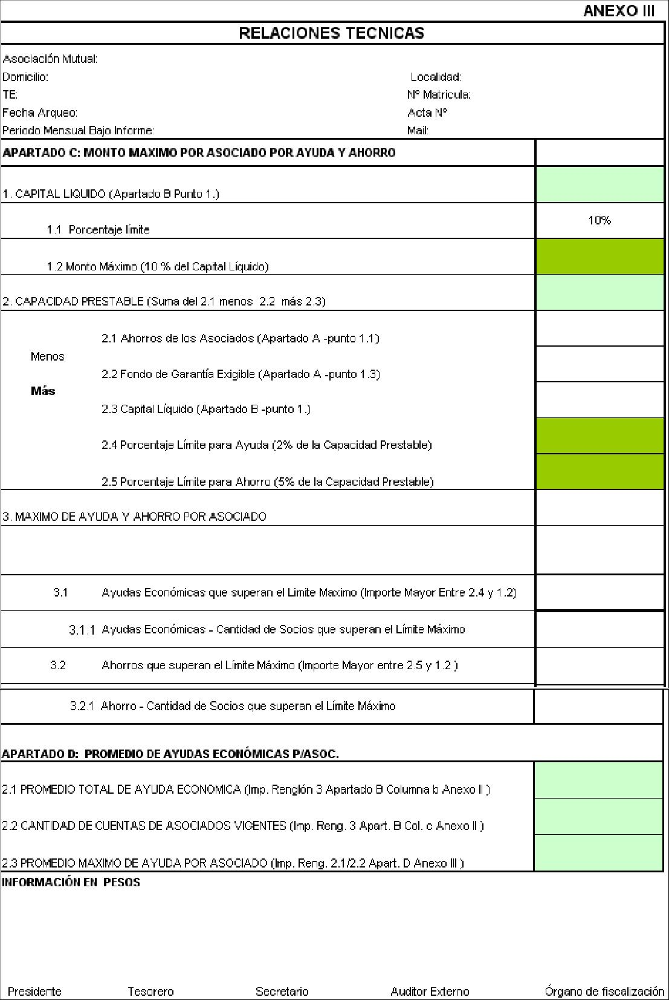 ANEXO III
RELACIONES TECNICAS
Asociación Mutual:
Domicilio: Localidad:
TE: Nº Matricula:
Fecha Arqueo: Acta Nº
Periodo Mensual Bajo Informe: Mail:
APARTADO C: MONTO MAXIMO POR ASOCIADO POR AYUDA Y AHORRO
1. CAPITAL LIQUIDO (Apartado B Punto 1.)
1.1 Porcentaje límite 10%
1.2 Monto Máximo (10 % del Capital Líquido)
2. CAPACIDAD PRESTABLE (Suma del 2.1 menos 2.2 más 2.3)
2.1 Ahorros de los Asociados (Apartado A -punto 1.1)
Menos
2.2 Fondo de Garantía Exigible (Apartado A -punto 1.3)
Más
2.3 Capital Líquido (Apartado B -punto 1.)
2.4 Porcentaje Límite para Ayuda (2% de la Capacidad Prestable)
2.5 Porcentaje Límite para Ahorro (5% de la Capacidad Prestable)
3. MAXIMO DE AYUDA Y AHORRO POR ASOCIADO
3.1 Ayudas Económicas que superan el Limite Maximo (Importe Mayor Entre 2.4 y 1.2)
3.1.1 Ayudas Económicas - Cantidad de Socios que superan el Límite Máximo
3.2 Ahorros que superan el Límite Máximo (Importe Mayor entre 2.5 y 1.2 )
3.2.1 Ahorro - Cantidad de Socios que superan el Límite Máximo
APARTADO D: PROMEDIO DE AYUDAS ECONÓMICAS P/ASOC.
2.1 PROMEDIO TOTAL DE AYUDA ECONOMICA (Imp. Renglón 3 Apartado B Columna b Anexo II )
2.2 CANTIDAD DE CUENTAS DE ASOCIADOS VIGENTES (Imp. Reng. 3 Apart. B Col. c Anexo II )
2.3 PROMEDIO MAXIMO DE AYUDA POR ASOCIADO (Imp. Reng. 2.1/2.2 Apart. D Anexo III )
INFORMACIÓN EN PESOS
Presidente Tesorero Secretario Auditor Externo Órgano de fiscalización